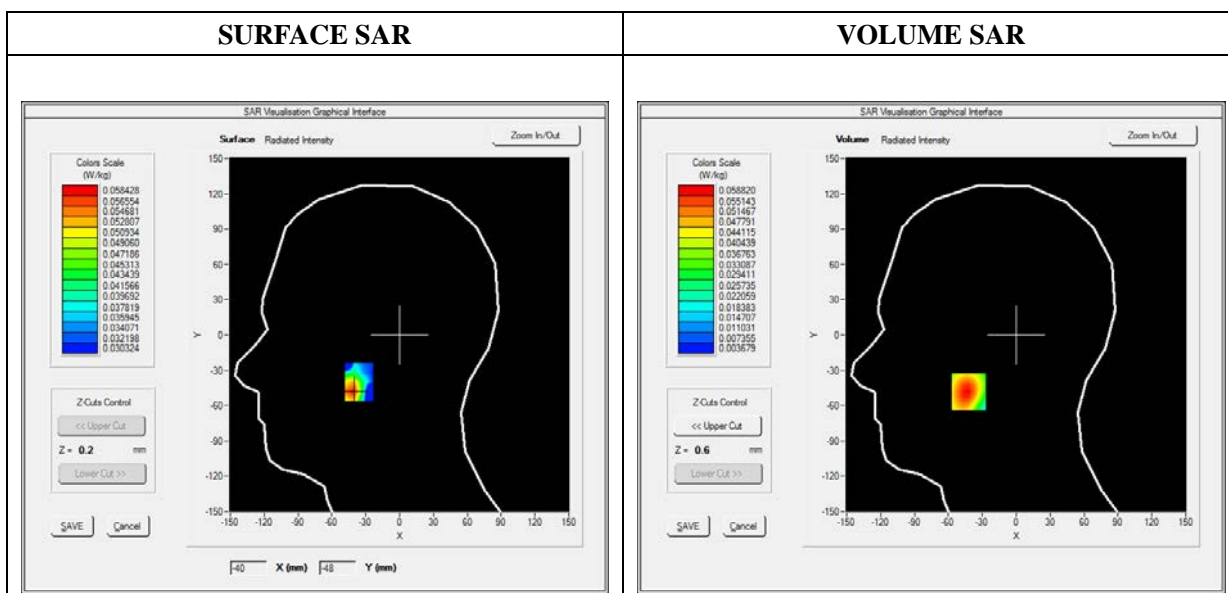 SURFACE SAR
VOLUME SAR
SAR Visualisation Graphical Interface
Surface Radiated Intensity
Zoom In/Out
Colors Scale
(W/kg)
0.058428
0.056554
0.054681
0.052807
0.050934
0.049060
0.047186
0.045313
0.043439
0.041566
0.039692
0.037819
0.035945
0.034071
0.032198
0.030324
Z-Cuts Control
<< Upper Cut
Z = 0.2 mm
Lower Cut >>
SAVE Cancel
150
120
90
60
30
0
-30
-60
-90
-120
-150
Y
-150 -120 -90 -60 -30 0 30 60 90 120 150
X
-40 X (mm) -48 Y (mm)
SAR Visualisation Graphical Interface
Volume Radiated Intensity
Zoom In/Out
Colors Scale
(W/kg)
0.058820
0.055143
0.051467
0.047791
0.044115
0.040439
0.036763
0.033087
0.029411
0.025735
0.022059
0.018383
0.014707
0.011031
0.007355
0.003679
Z-Cuts Control
<< Upper Cut
Z = 0.6 mm
Lower Cut >>
SAVE Cancel
150
120
90
60
30
0
-30
-60
-90
-120
-150
Y
-150 -120 -90 -60 -30 0 30 60 90 120 150
X